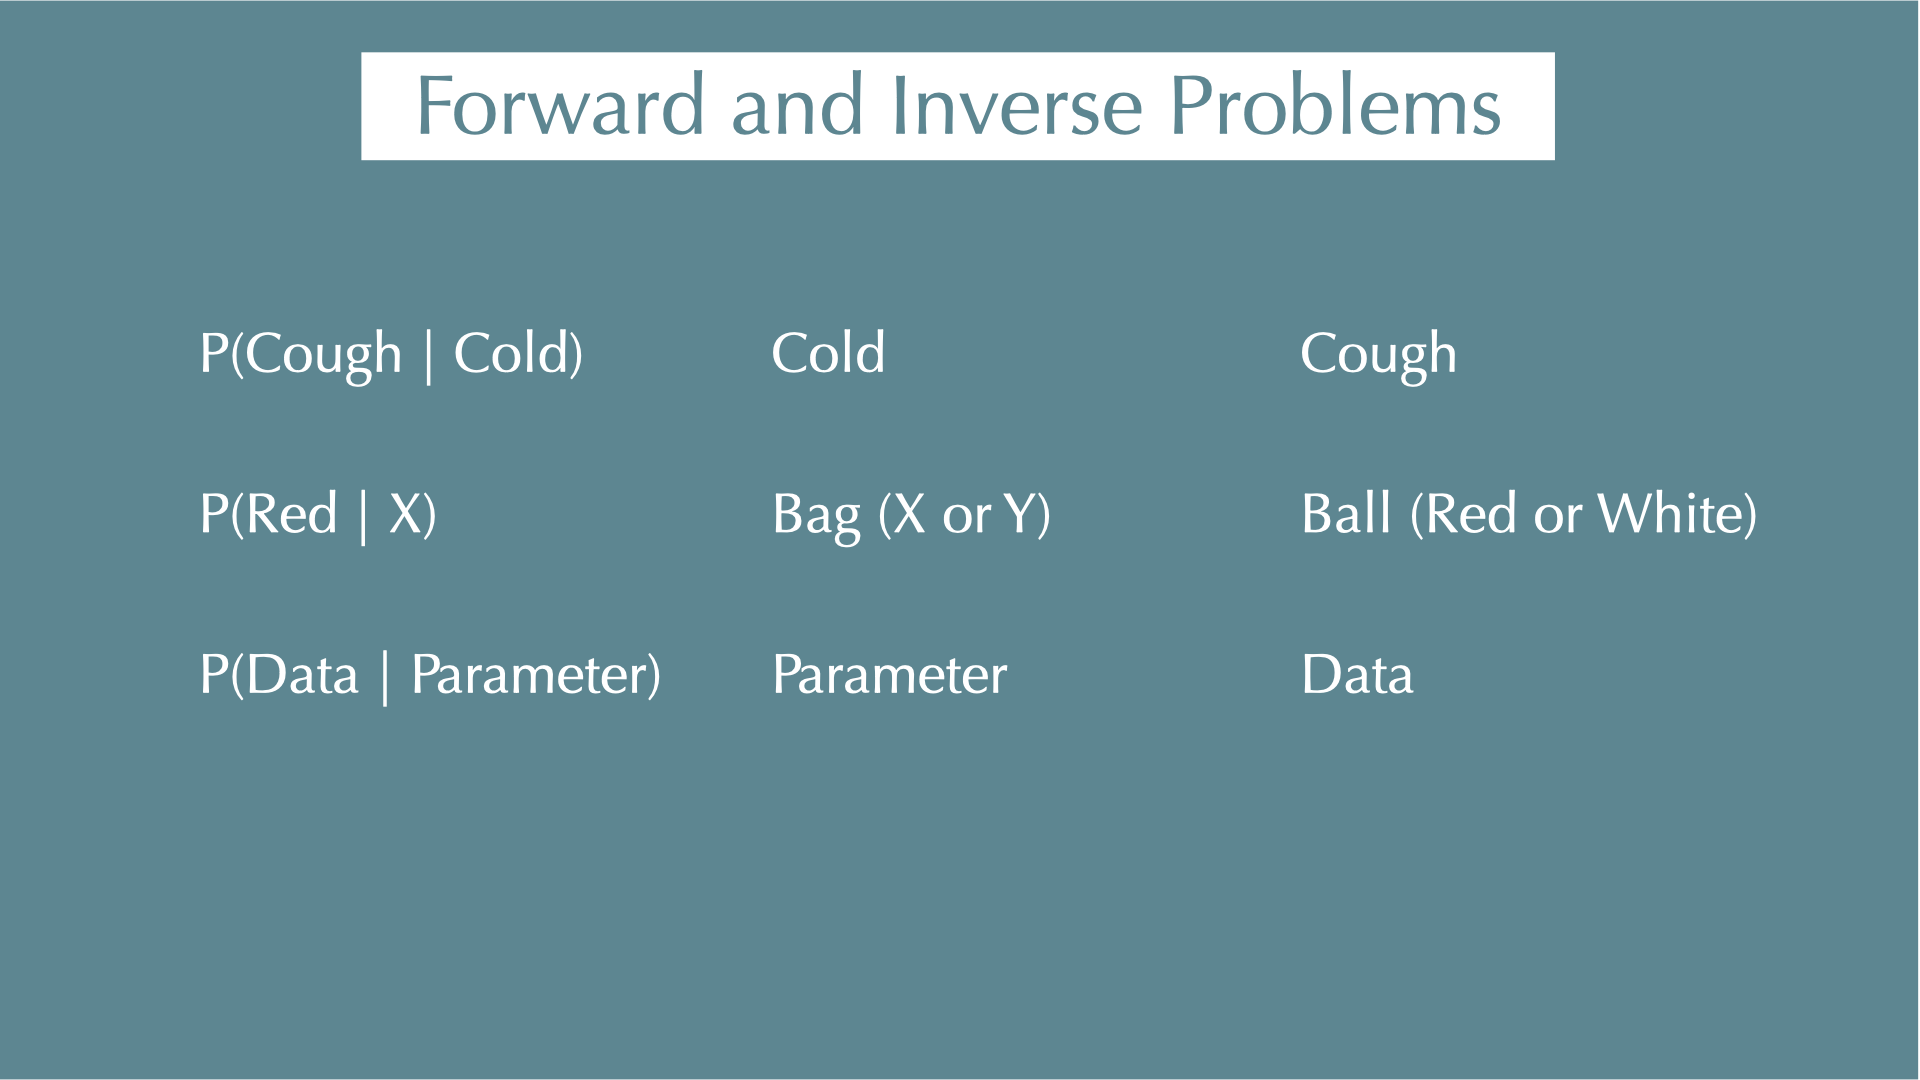 Forward and Inverse Problems
P(Cough | Cold) Cold Cough
P(Red | X) Bag (X or Y) Ball (Red or White)
P(Data | Parameter) Parameter Data